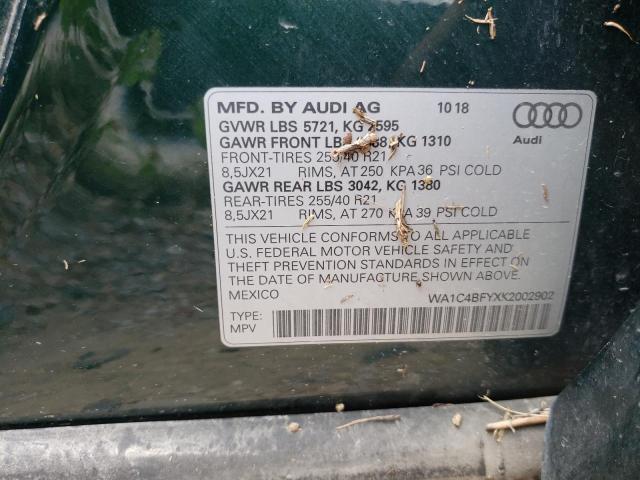 MFD. BY AUDI AG 10 18
GVWR LBS 5721, KG 2595
GAWR FRONT LBS KG 1310
FRONT-TIRES 255/40 R21
8,5JX21 RIMS, AT 250 KPA 36 PSI COLD
GAWR REAR LBS 3042, KG 1380
REAR-TIRES 255/40 R21
8,5JX21 RIMS, AT 270 KPA 39 PSI COLD
THIS VEHICLE CONFORMS TO ALL APPLICABLE
U.S. FEDERAL MOTOR VEHICLE SAFETY AND
THEFT PREVENTION STANDARDS IN EFFECT ON
THE DATE OF MANUFACTURE SHOWN ABOVE.
MEXICO WA1C4BFYXK2002902
TYPE:
MPV
Audi